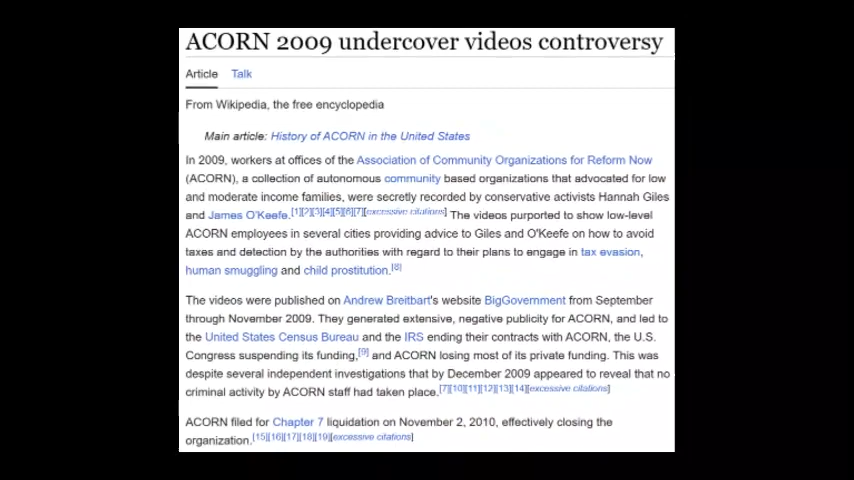 ACORN 2009 undercover videos controversy
Article Talk
From Wikipedia, the free encyclopedia
Main article: History of ACORN in the United States
In 2009, workers at offices of the Association of Community Organizations for Reform Now
(ACORN), a collection of autonomous community based organizations that advocated for low
and moderate income families, were secretly recorded by conservative activists Hannah Giles
and James O'Keefe.[1][2][3][4][5][6][7][excessive citations] The videos purported to show low-level
ACORN employees in several cities providing advice to Giles and O'Keefe on how to avoid
taxes and detection by the authorities with regard to their plans to engage in tax evasion,
human smuggling and child prostitution.[8]
The videos were published on Andrew Breitbart's website BigGovernment from September
through November 2009. They generated extensive, negative publicity for ACORN, and led to
the United States Census Bureau and the IRS ending their contracts with ACORN, the U.S.
Congress suspending its funding,[9] and ACORN losing most of its private funding. This was
despite several independent investigations that by December 2009 appeared to reveal that no
criminal activity by ACORN staff had taken place.[7][10][11][12][13][14][excessive citations]
ACORN filed for Chapter 7 liquidation on November 2, 2010, effectively closing the
organization.[15][16][17][18][19][excessive citations]